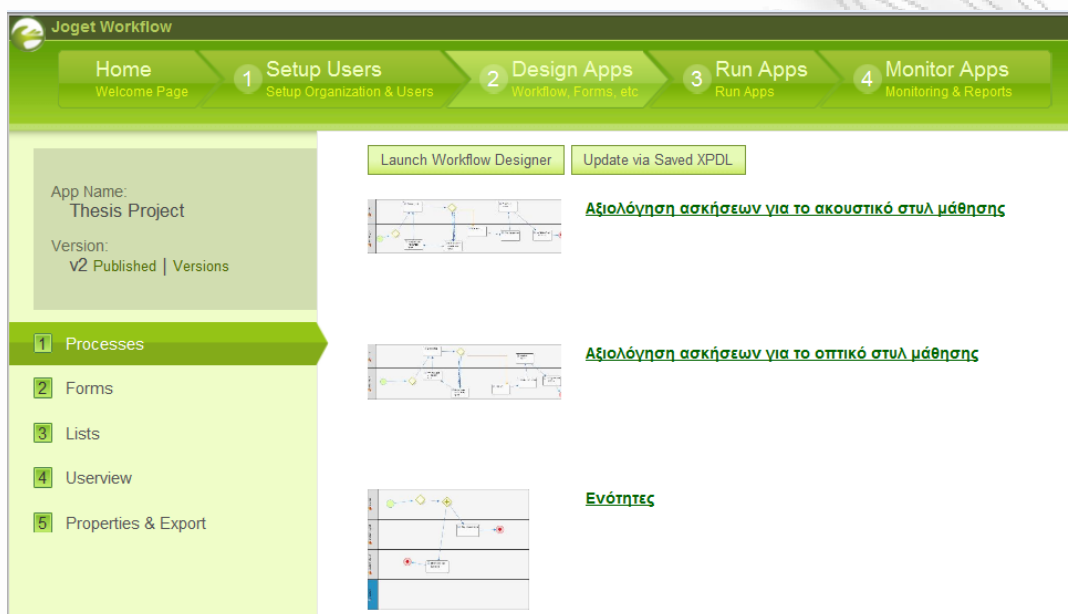 Joget Workflow
Home
Welcome Page
1 Setup Users
Setup Organization & Users
2 Design Apps
Workflow, Forms, etc
3 Run Apps
Run Apps
4 Monitor Apps
Monitoring & Reports
App Name:
Thesis Project
Version:
v2 Published | Versions
1 Processes
2 Forms
3 Lists
4 Userview
5 Properties & Export
Launch Workflow Designer
Update via Saved XPDL
Αξιολόγηση ασκήσεων για το ακουστικό στυλ μάθησης
Αξιολόγηση ασκήσεων για το οπτικό στυλ μάθησης
Ενότητες